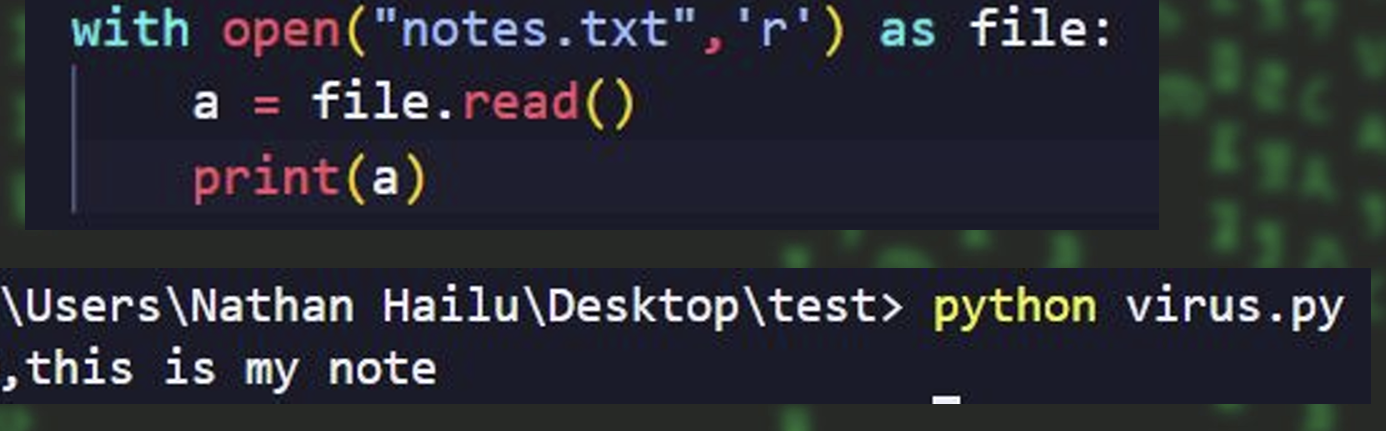 with open("notes.txt",'r') as file:
    a = file.read()
    print(a)
\Users\Nathan Hailu\Desktop\test> python virus.py
,this is my note